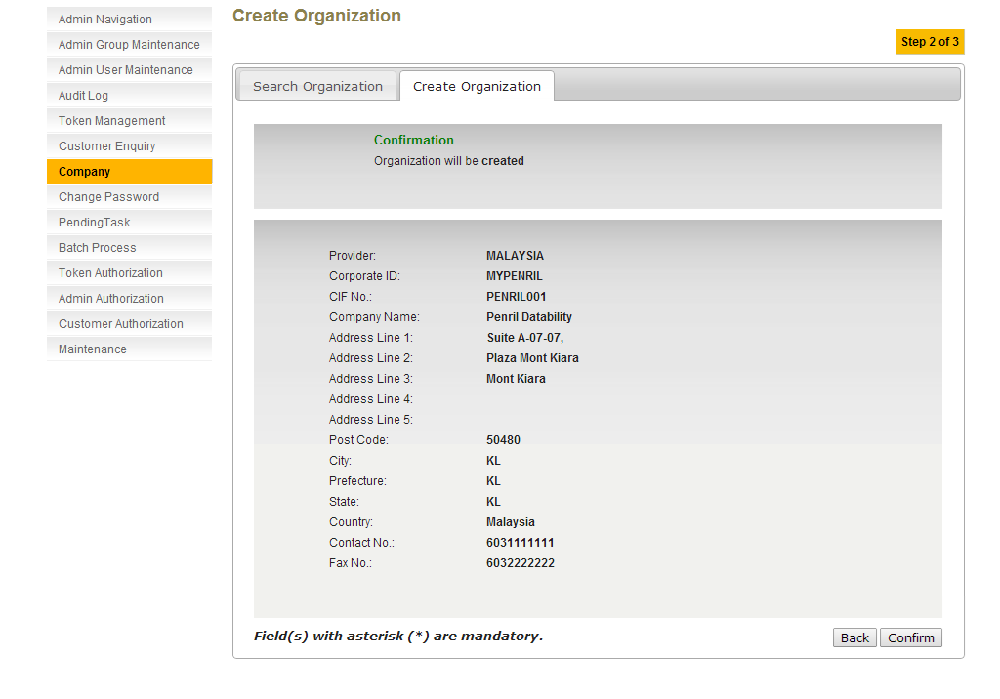 Admin Navigation
Admin Group Maintenance
Admin User Maintenance
Audit Log
Token Management
Customer Enquiry
Company
Change Password
PendingTask
Batch Process
Token Authorization
Admin Authorization
Customer Authorization
Maintenance
Create Organization
Step 2 of 3
Search Organization Create Organization
Confirmation
Organization will be created
Provider: MALAYSIA
Corporate ID: MYPENRIL
CIF No.: PENRIL001
Company Name: Penril Datability
Address Line 1: Suite A-07-07,
Address Line 2: Plaza Mont Kiara
Address Line 3: Mont Kiara
Address Line 4:
Address Line 5:
Post Code: 50480
City: KL
Prefecture: KL
State: KL
Country: Malaysia
Contact No.: 6031111111
Fax No.: 6032222222
Field(s) with asterisk (*) are mandatory.
Back Confirm